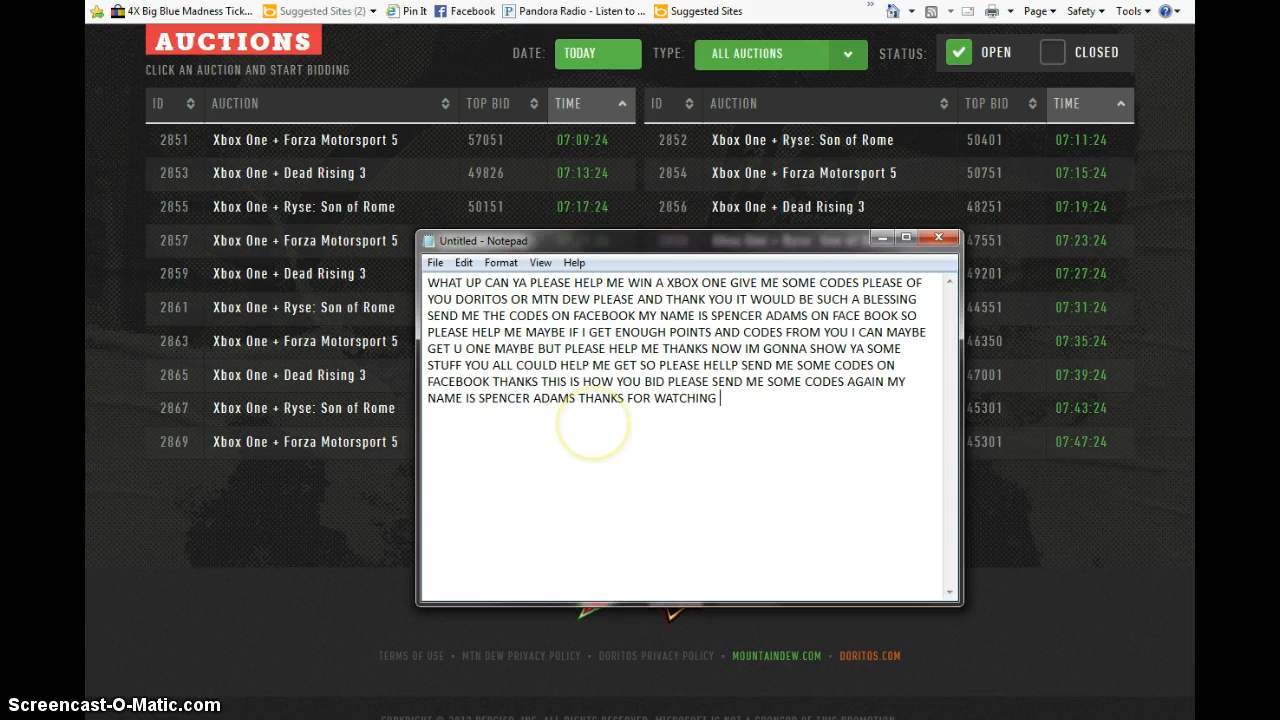 4X Big Blue Madness Tick... Suggested Sites (2) Pin It Facebook Pandora Radio - Listen to ... Suggested Sites » Page Safety Tools
AUCTIONS
CLICK AN AUCTION AND START BIDDING
DATE: TODAY TYPE: ALL AUCTIONS STATUS: OPEN CLOSED
ID AUCTION TOP BID TIME ID AUCTION TOP BID TIME
2851 Xbox One + Forza Motorsport 5 57051 07:09:24 2852 Xbox One + Ryse: Son of Rome 50401 07:11:24
2853 Xbox One + Dead Rising 3 49826 07:13:24 2854 Xbox One + Forza Motorsport 5 50751 07:15:24
2855 Xbox One + Ryse: Son of Rome 50151 07:17:24 2856 Xbox One + Dead Rising 3 48251 07:19:24
2857 Xbox One + Forza Motorsport 5 47551 07:23:24
2859 Xbox One + Dead Rising 3 49201 07:27:24
2861 Xbox One + Ryse: Son of Rome 44551 07:31:24
2863 Xbox One + Forza Motorsport 5 46350 07:35:24
2865 Xbox One + Dead Rising 3 47001 07:39:24
2867 Xbox One + Ryse: Son of Rome 45301 07:43:24
2869 Xbox One + Forza Motorsport 5 45301 07:47:24
Untitled - Notepad
File Edit Format View Help
WHAT UP CAN YA PLEASE HELP ME WIN A XBOX ONE GIVE ME SOME CODES PLEASE OF
YOU DORITOS OR MTN DEW PLEASE AND THANK YOU IT WOULD BE SUCH A BLESSING
SEND ME THE CODES ON FACEBOOK MY NAME IS SPENCER ADAMS ON FACE BOOK SO
PLEASE HELP ME MAYBE IF I GET ENOUGH POINTS AND CODES FROM YOU I CAN MAYBE
GET U ONE MAYBE BUT PLEASE HELP ME THANKS NOW IM GONNA SHOW YA SOME
STUFF YOU ALL COULD HELP ME GET SO PLEASE HELLP SEND ME SOME CODES ON
FACEBOOK THANKS THIS IS HOW YOU BID PLEASE SEND ME SOME CODES AGAIN MY
NAME IS SPENCER ADAMS THANKS FOR WATCHING
TERMS OF USE • MTN DEW PRIVACY POLICY • DORITOS PRIVACY POLICY • MOUNTAINDEW.COM • DORITOS.COM
Screencast-O-Matic.com